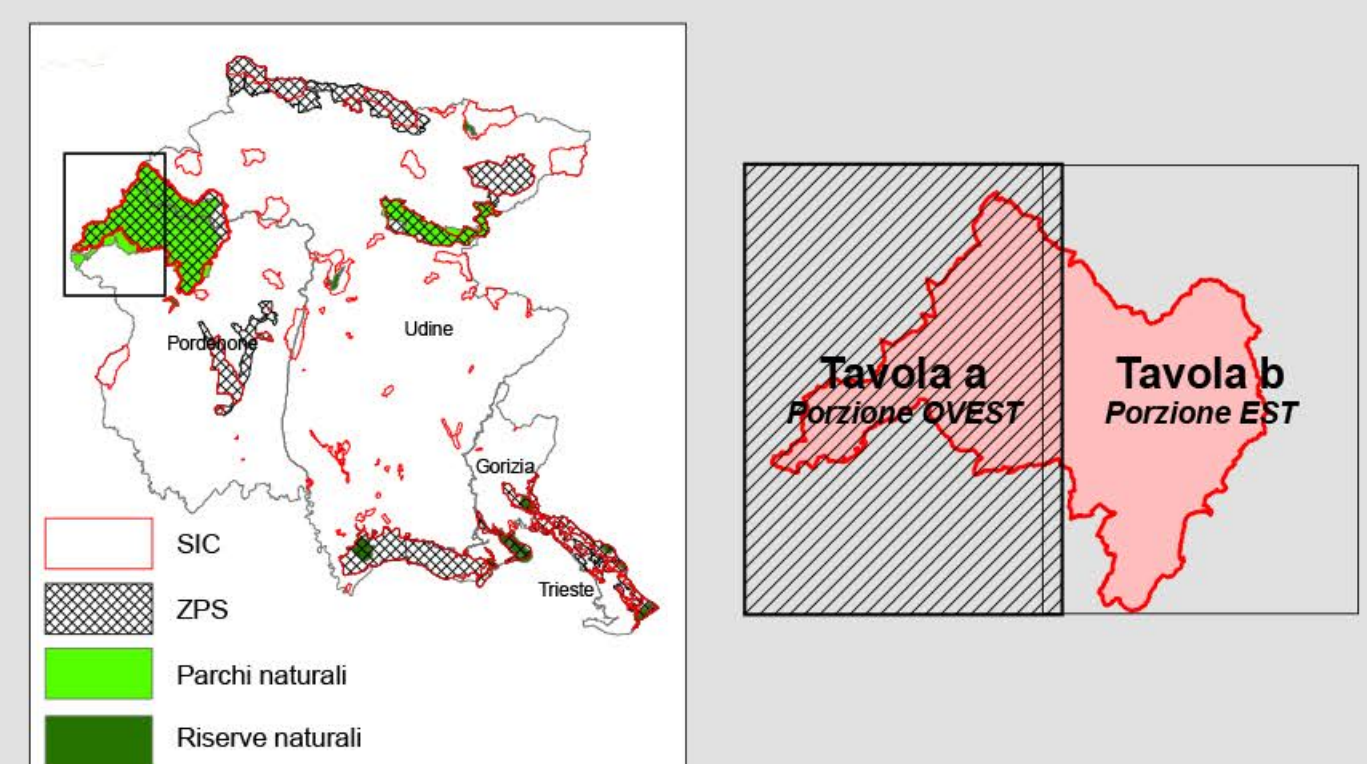 Pordenone
Udine
Gorizia
Trieste
SIC
ZPS
Parchi naturali
Riserve naturali
Tavola a
Porzione OVEST
Tavola b
Porzione EST